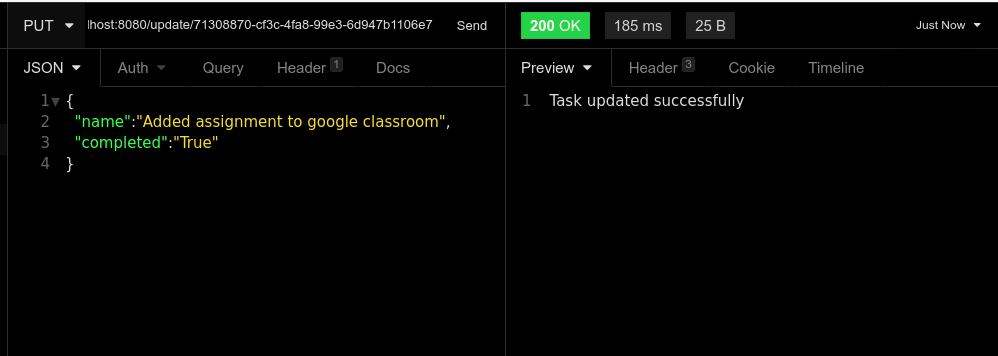 PUT lhost:8080/update/71308870-cf3c-4fa8-99e3-6d947b1106e7 Send
200 OK 185 ms 25 B Just Now
JSON Auth Query Header 1 Docs
Preview Header 3 Cookie Timeline
1 {
2 "name":"Added assignment to google classroom",
3 "completed":"True"
4 }
1 Task updated successfully